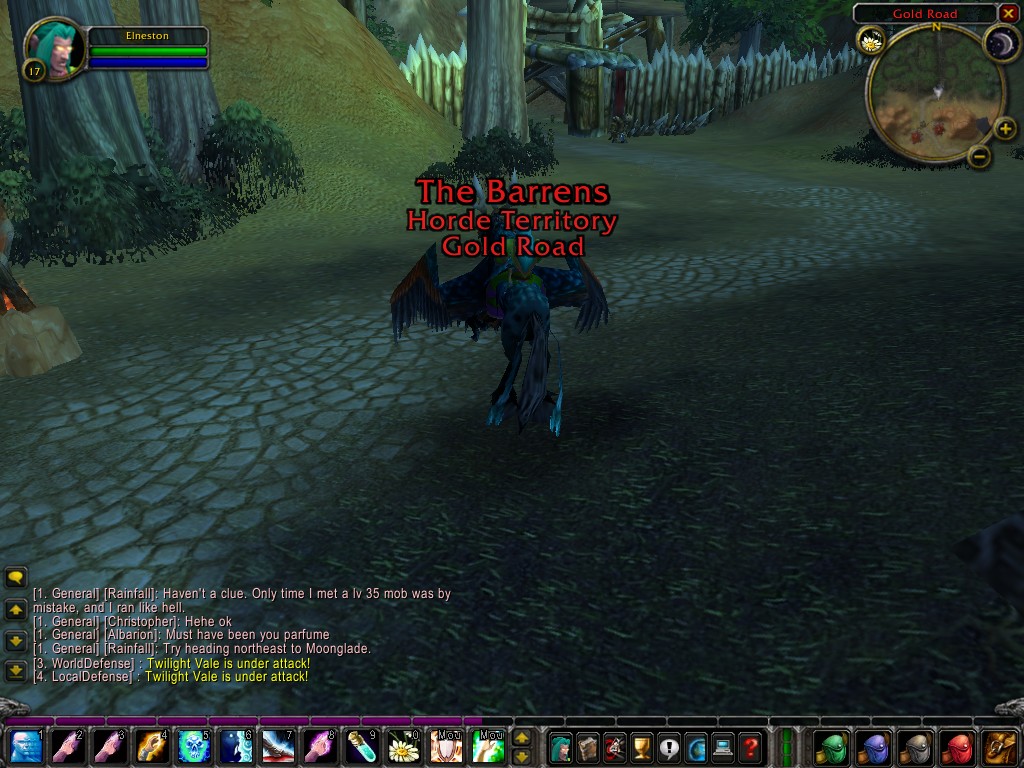 Elneston
17
Gold Road
N
The Barrens
Horde Territory
Gold Road
[1. General] [Rainfall]: Haven't a clue. Only time I met a lv 35 mob was by
mistake, and I ran like hell.
[1. General] [Christopher]: Hehe ok
[1. General] [Albarion]: Must have been you parfume
[1. General] [Rainfall]: Try heading northeast to Moonglade.
[3. WorldDefense] : Twilight Vale is under attack!
[4. LocalDefense] : Twilight Vale is under attack!
1 2 3 4 5 6 7 8 9 0 Mou Mou